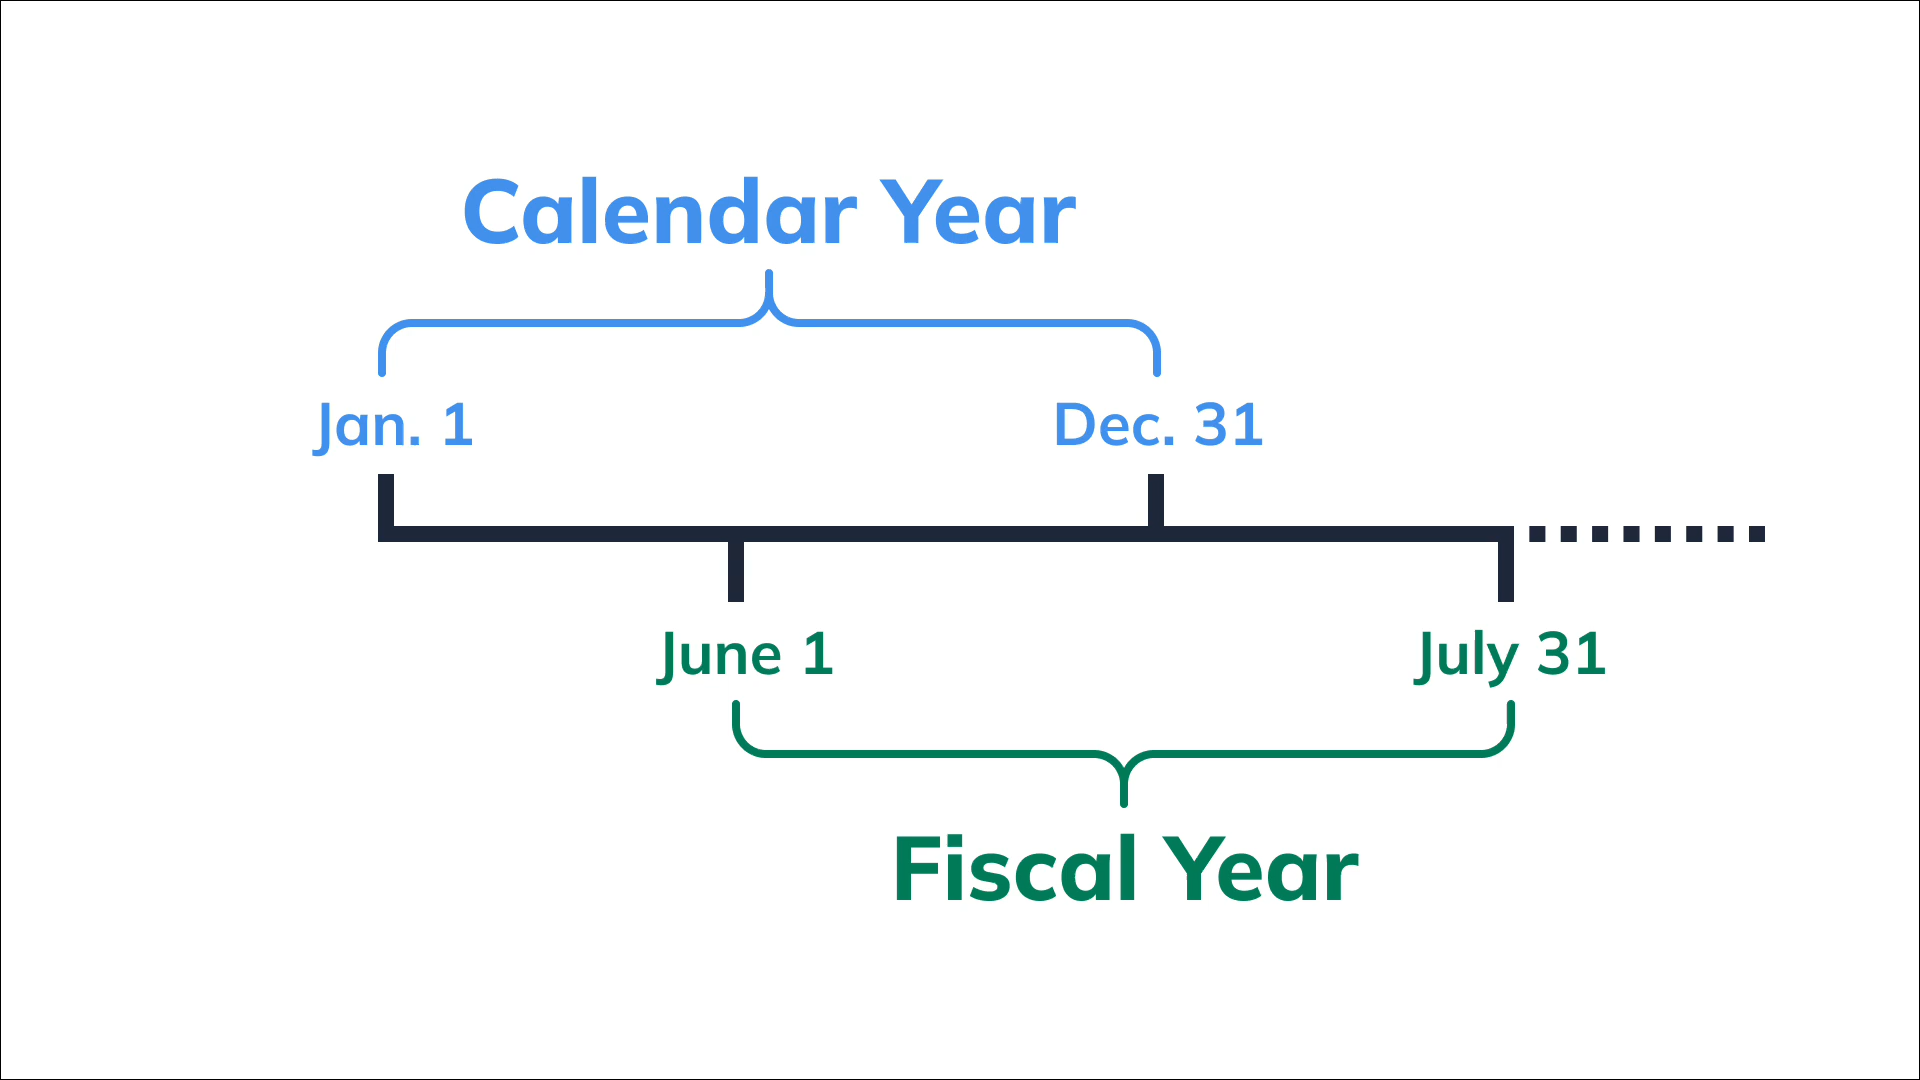 Calendar Year
Jan. 1
Dec. 31
June 1
July 31
Fiscal Year